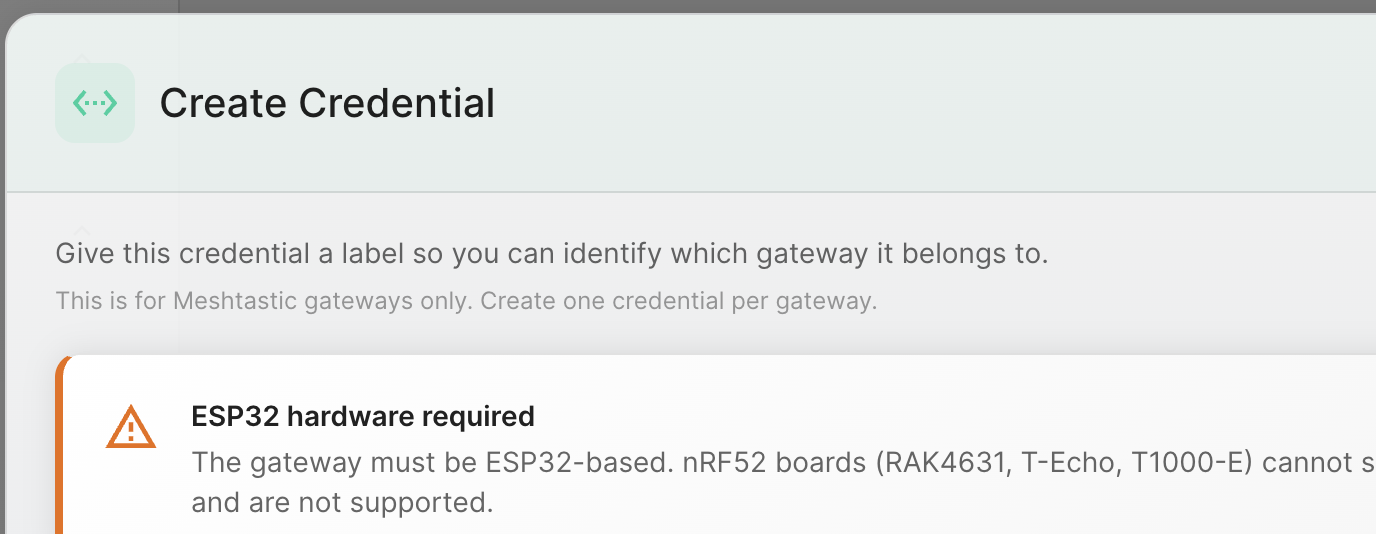 Create Credential
Give this credential a label so you can identify which gateway it belongs to.
This is for Meshtastic gateways only. Create one credential per gateway.
ESP32 hardware required
The gateway must be ESP32-based. nRF52 boards (RAK4631, T-Echo, T1000-E) cannot
and are not supported.